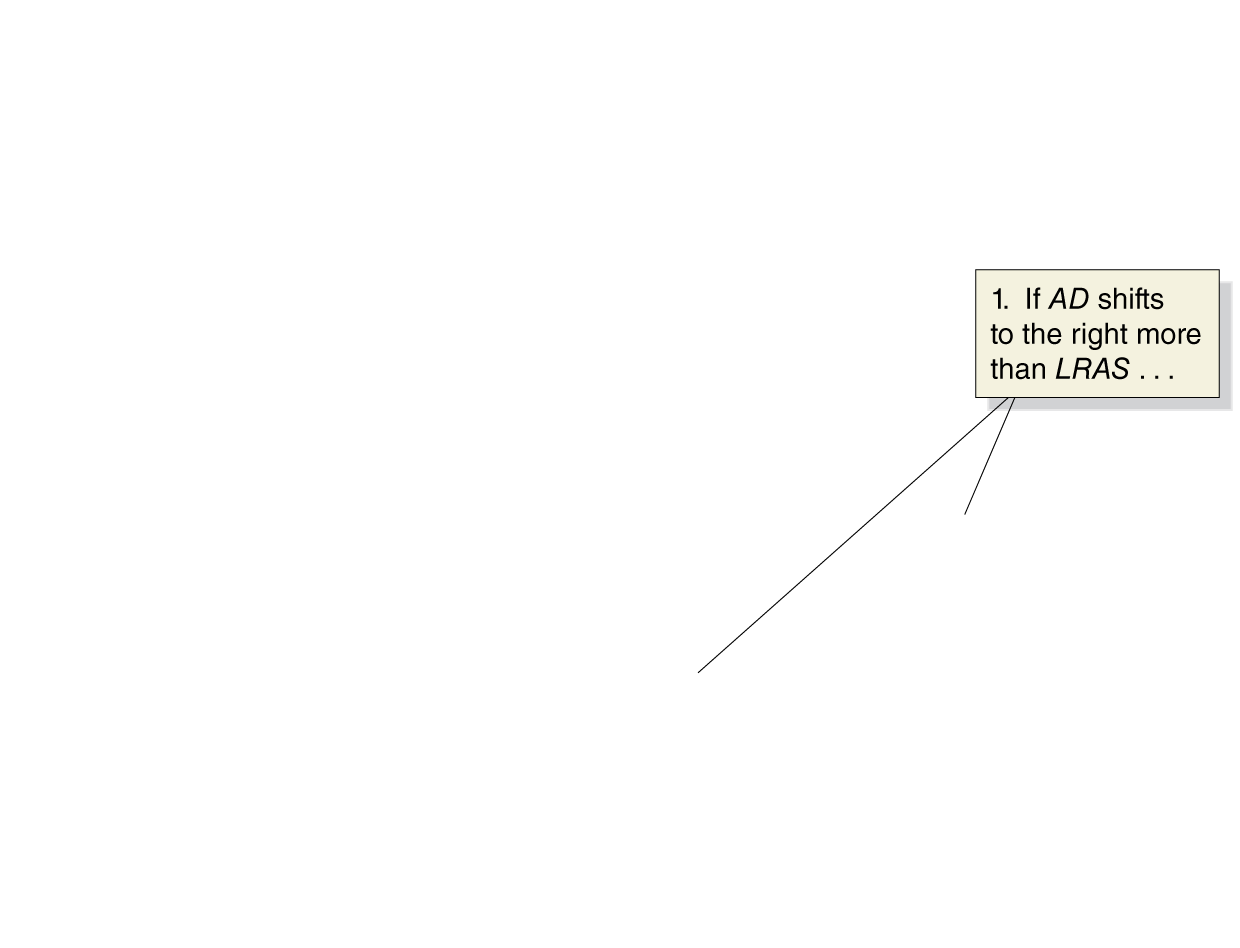 1. If AD shifts
to the right more
than LRAS . . .